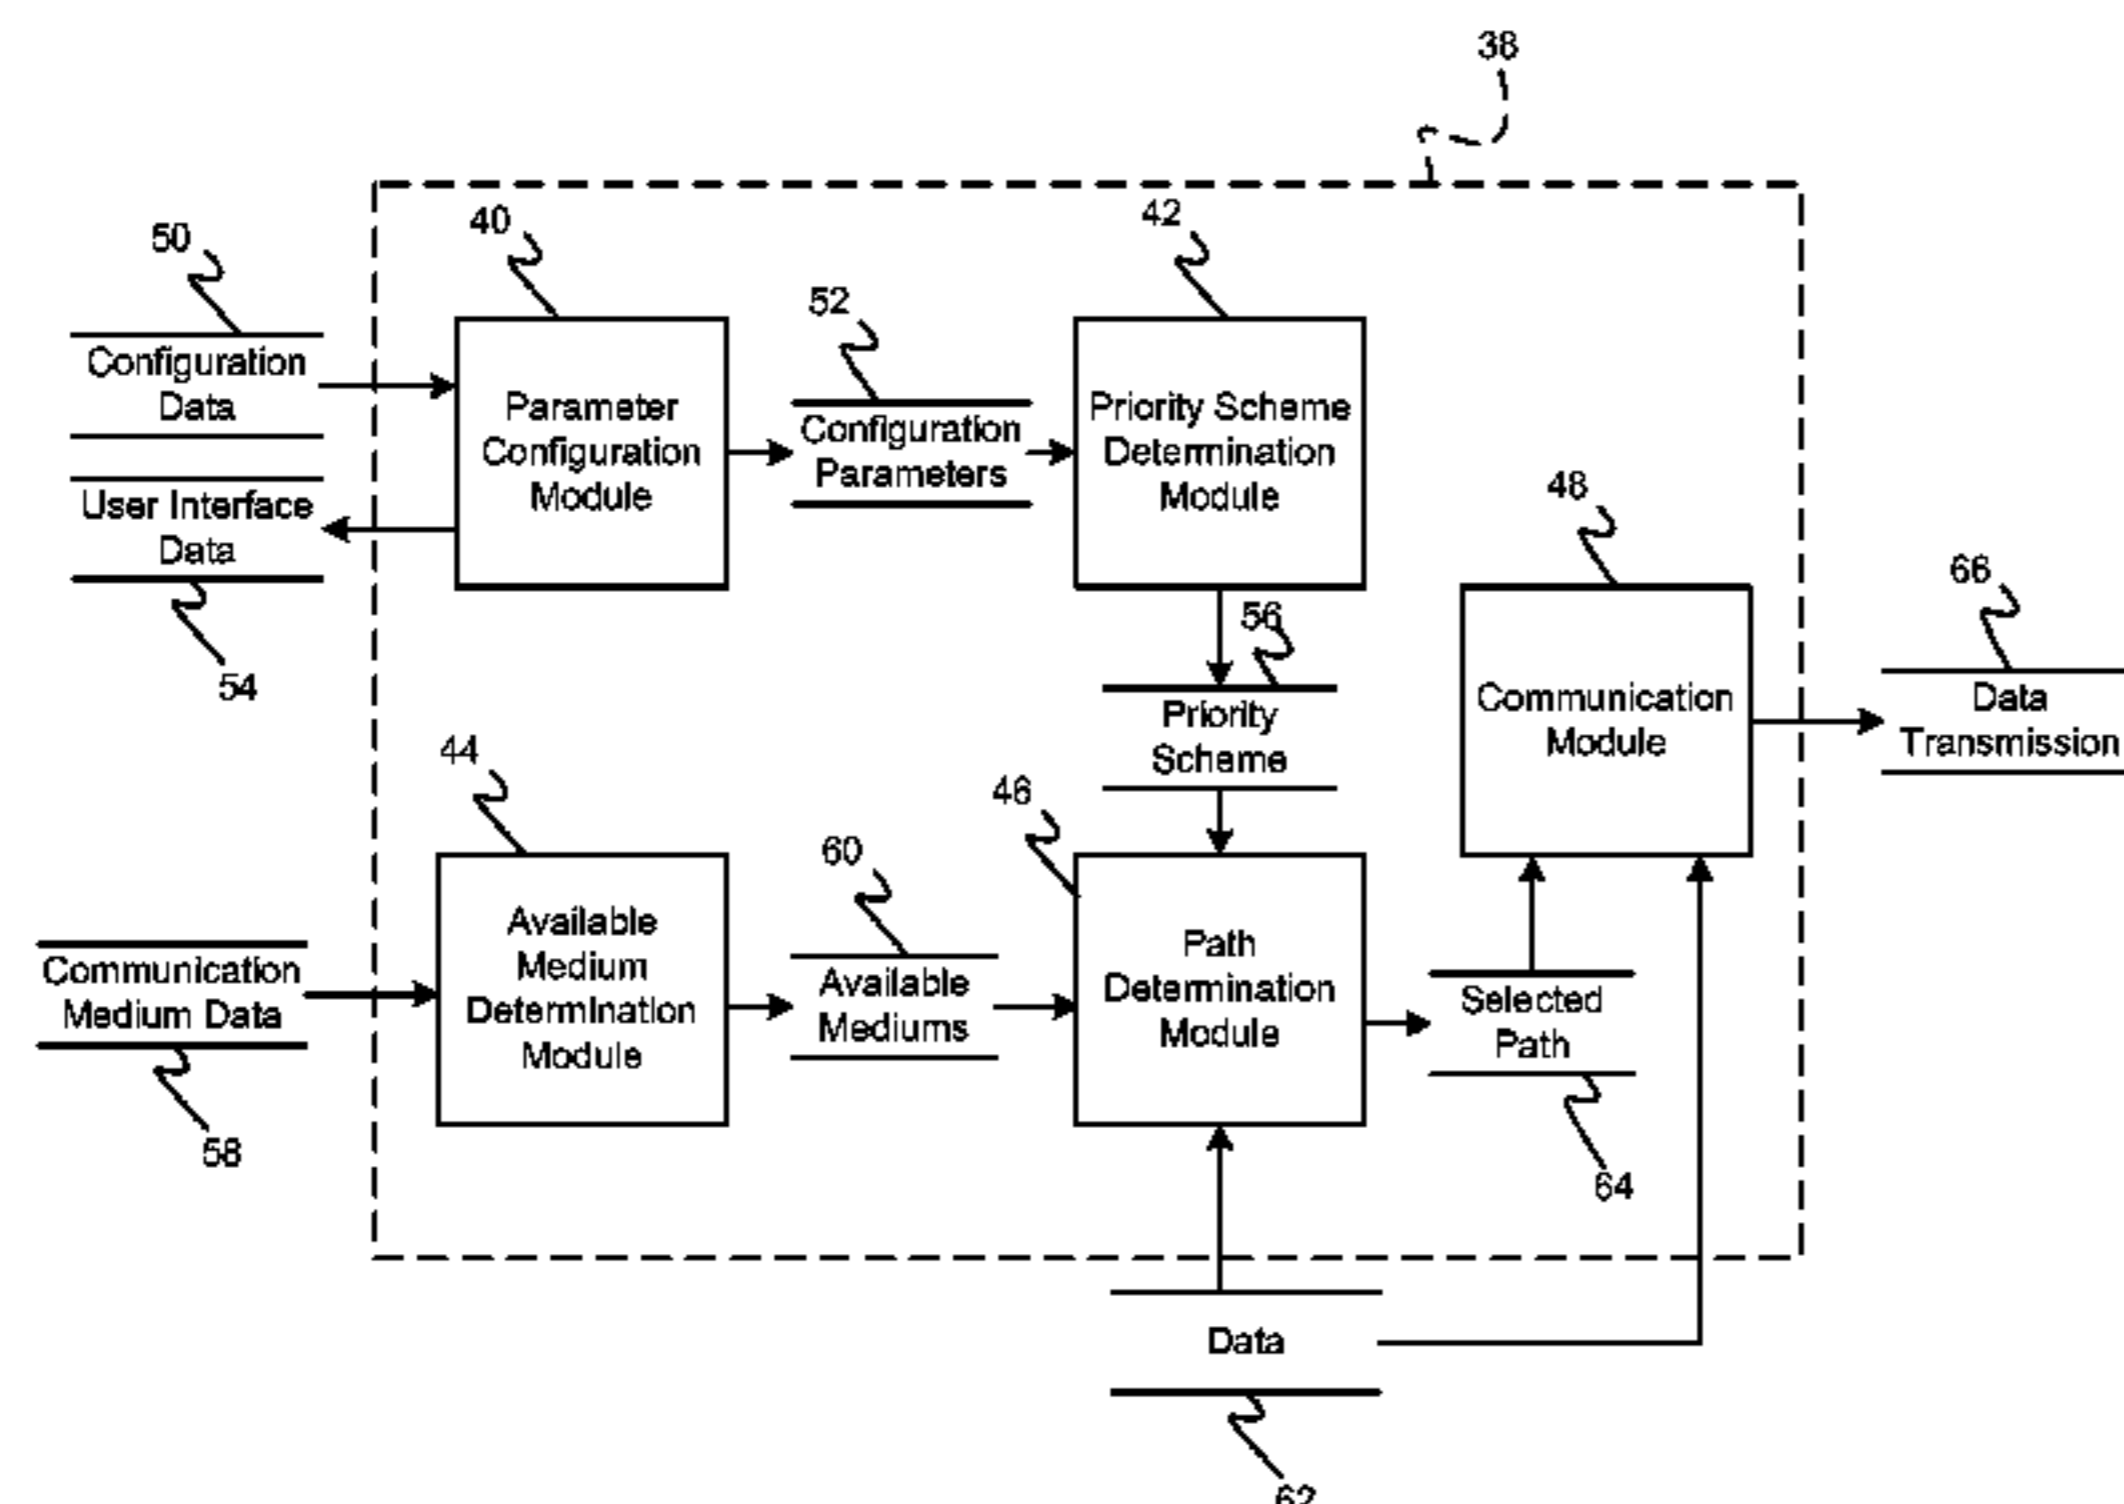 38
50
40
42
52
Configuration
Data
Parameter
Configuration
Module
Configuration
Parameters
Priority Scheme
Determination
Module
User Interface
Data
54
48
56
66
Priority
Scheme
Communication
Module
Data
Transmission
44
46
60
Communication
Medium Data
58
Available
Medium
Determination
Module
Available
Mediums
Path
Determination
Module
Selected
Path
64
Data
62